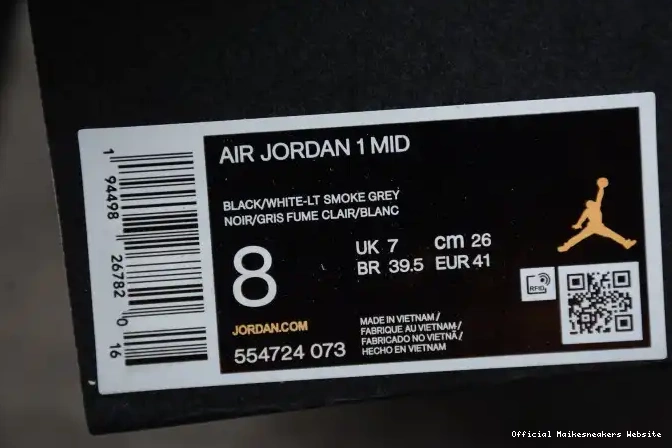 AIR JORDAN 1 MID
BLACK/WHITE-LT SMOKE GREY
NOIR/GRIS FUME CLAIR/BLANC
8
UK 7 cm 26
BR 39.5 EUR 41
RFID
JORDAN.COM
554724 073
MADE IN VIETNAM /
FABRIQUE AU VIETNAM /
FABRICADO NO VIETNÃ /
HECHO EN VIETNAM
1 94498 26782 0 16
Official Maikesneakers Website